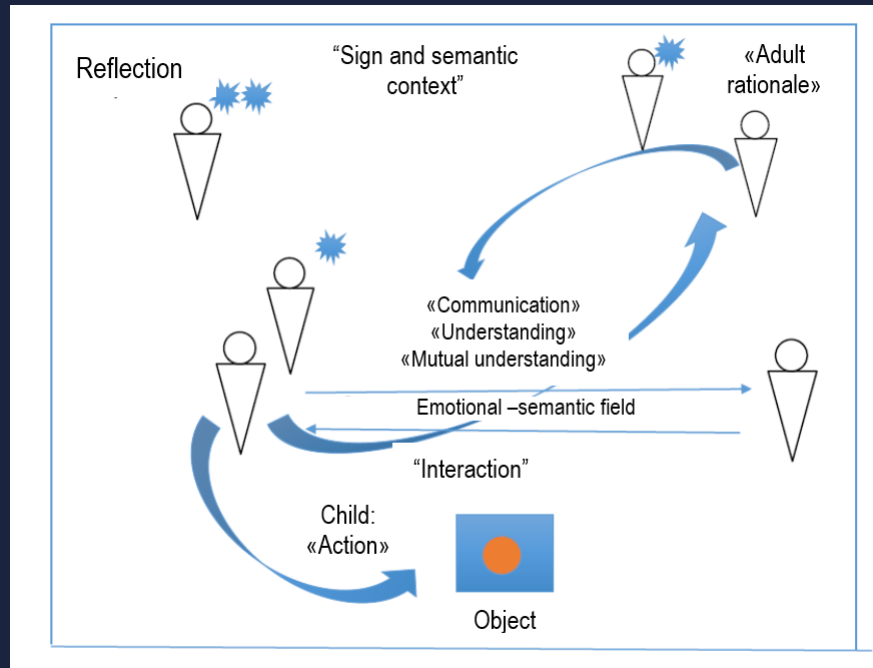 Reflection
“Sign and semantic
context”
«Adult
rationale»
«Communication»
«Understanding»
«Mutual understanding»
Emotional –semantic field
“Interaction”
Child:
«Action»
Object